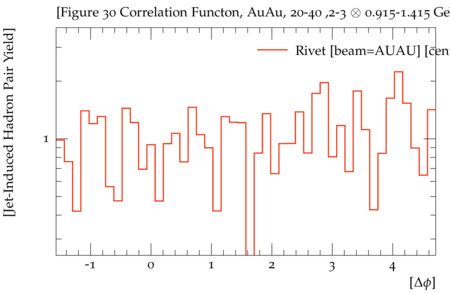 [Figure 30 Correlation Functon, AuAu, 20-40 ,2-3 ⊗ 0.915-1.415 Ge
Rivet [beam=AUAU] [cen
[Jet-Induced Hadron Pair Yield]
1
-1 0 1 2 3 4
[Δϕ]